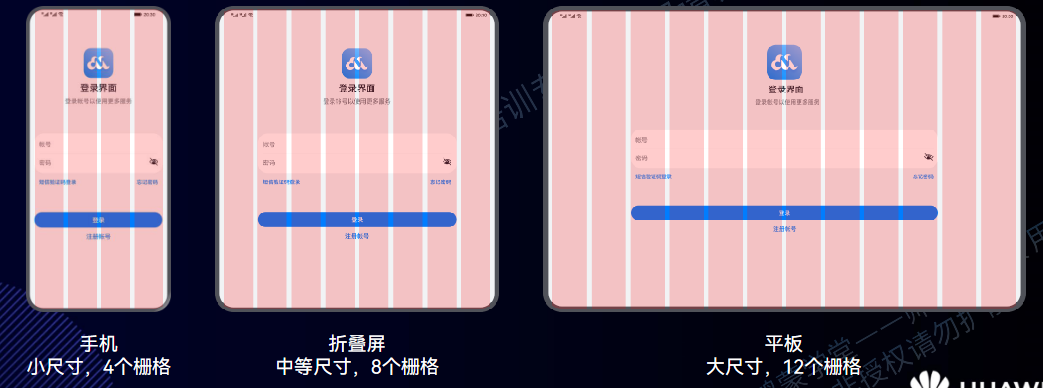 登录界面
登录帐号以使用更多服务
帐号
密码
短信验证码登录 忘记密码
登录
注册帐号
手机
小尺寸，4个栅格
登录界面
登录帐号以使用更多服务
帐号
密码
短信验证码登录 忘记密码
登录
注册帐号
折叠屏
中等尺寸，8个栅格
登录界面
登录帐号以使用更多服务
帐号
密码
短信验证码登录 忘记密码
登录
注册帐号
平板
大尺寸，12个栅格